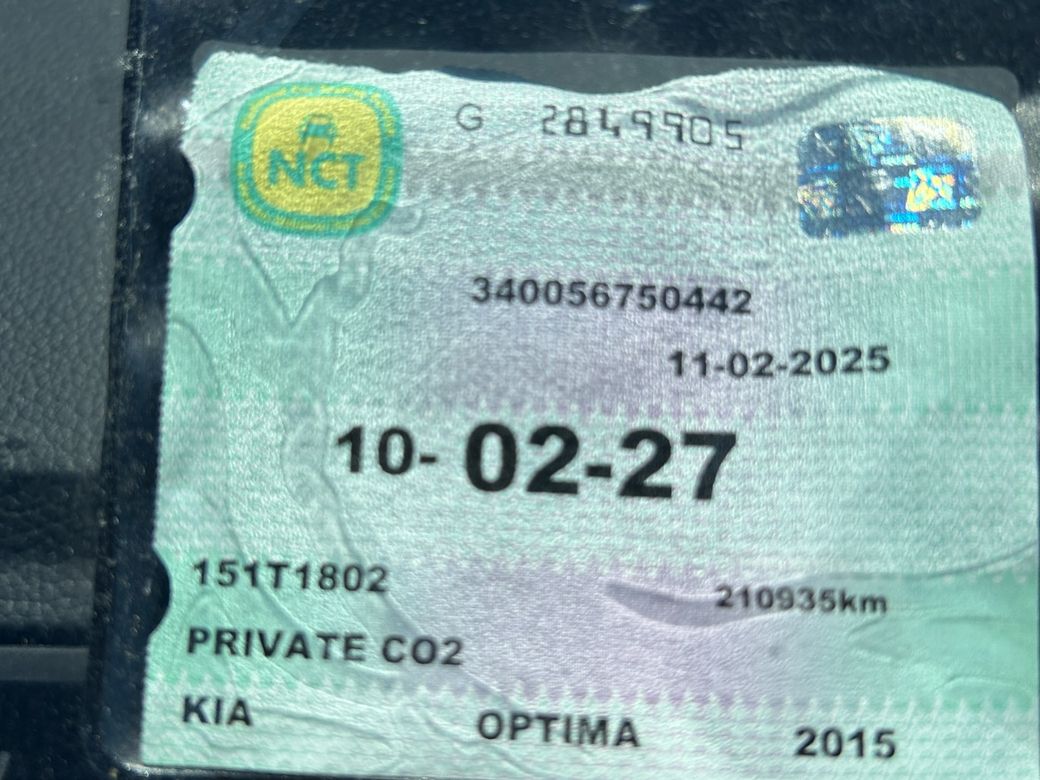 NCT
G 2849905
340056750442
11-02-2025
10-02-27
151T1802
210935km
PRIVATE CO2
KIA OPTIMA 2015